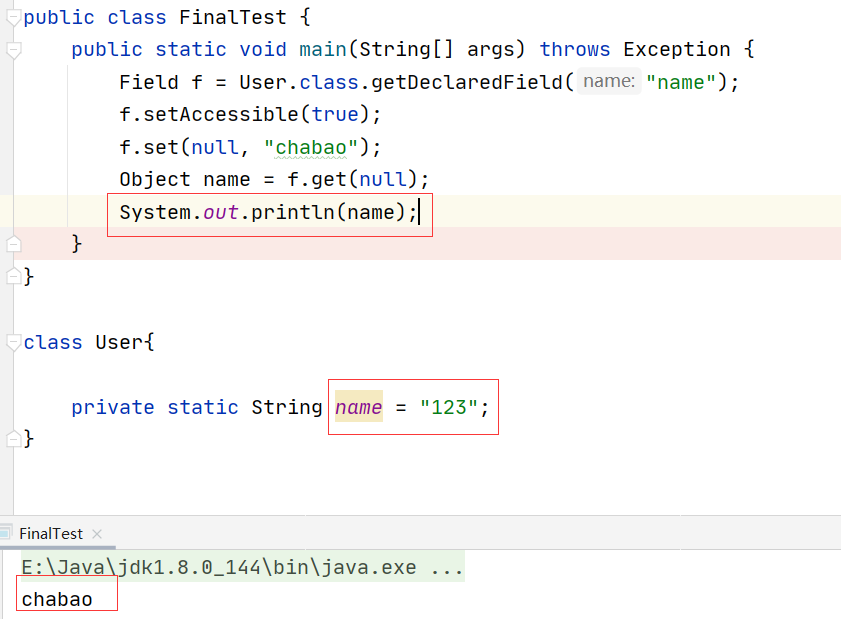 public class FinalTest {
public static void main(String[] args) throws Exception {
Field f = User.class.getDeclaredField( name: "name");
f.setAccessible(true);
f.set(null, "chabao");
Object name = f.get(null);
System.out.println(name);
}
}
class User{
private static String name = "123";
}
FinalTest ×
E:\Java\jdk1.8.0_144\bin\java.exe ...
chabao